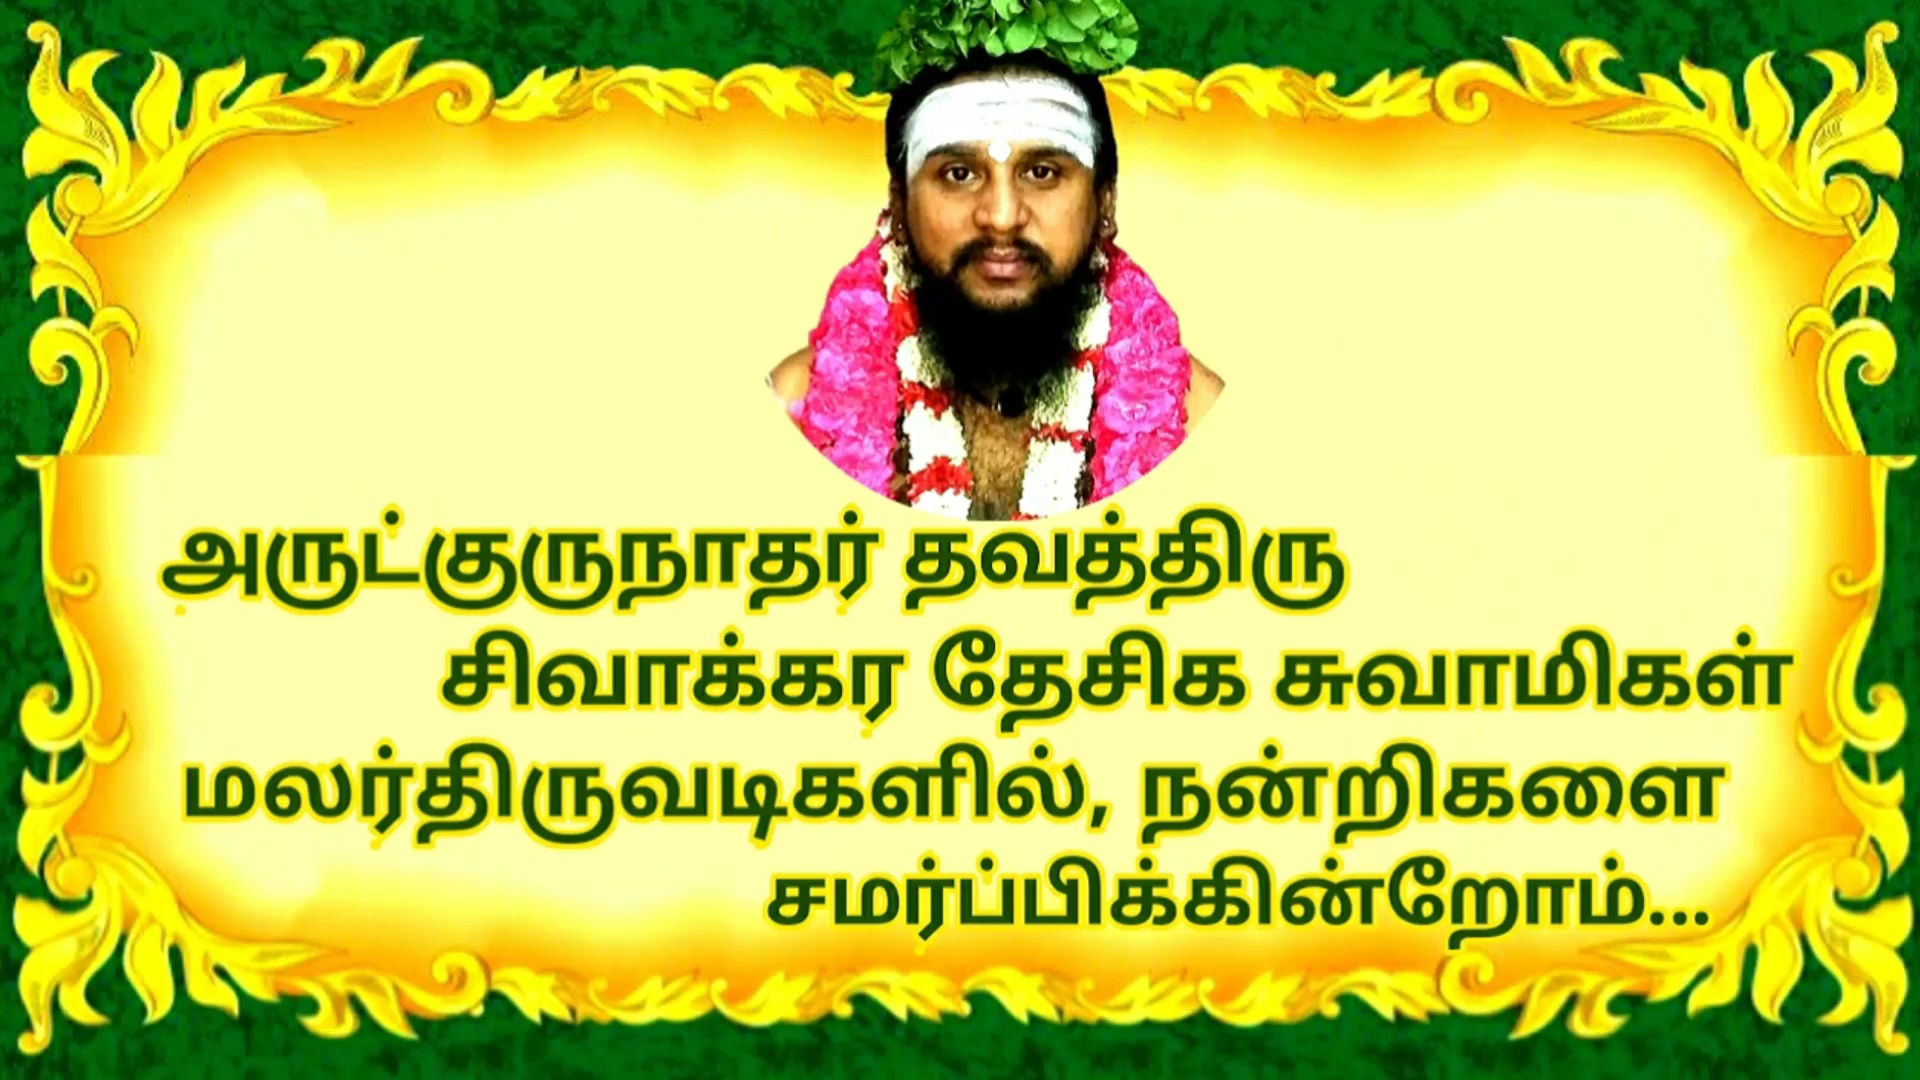 அருட்குருநாதர் தவத்திரு
சிவாக்கர தேசிக சுவாமிகள்
மலர்திருவடிகளில், நன்றிகளை
சமர்ப்பிக்கின்றோம்...